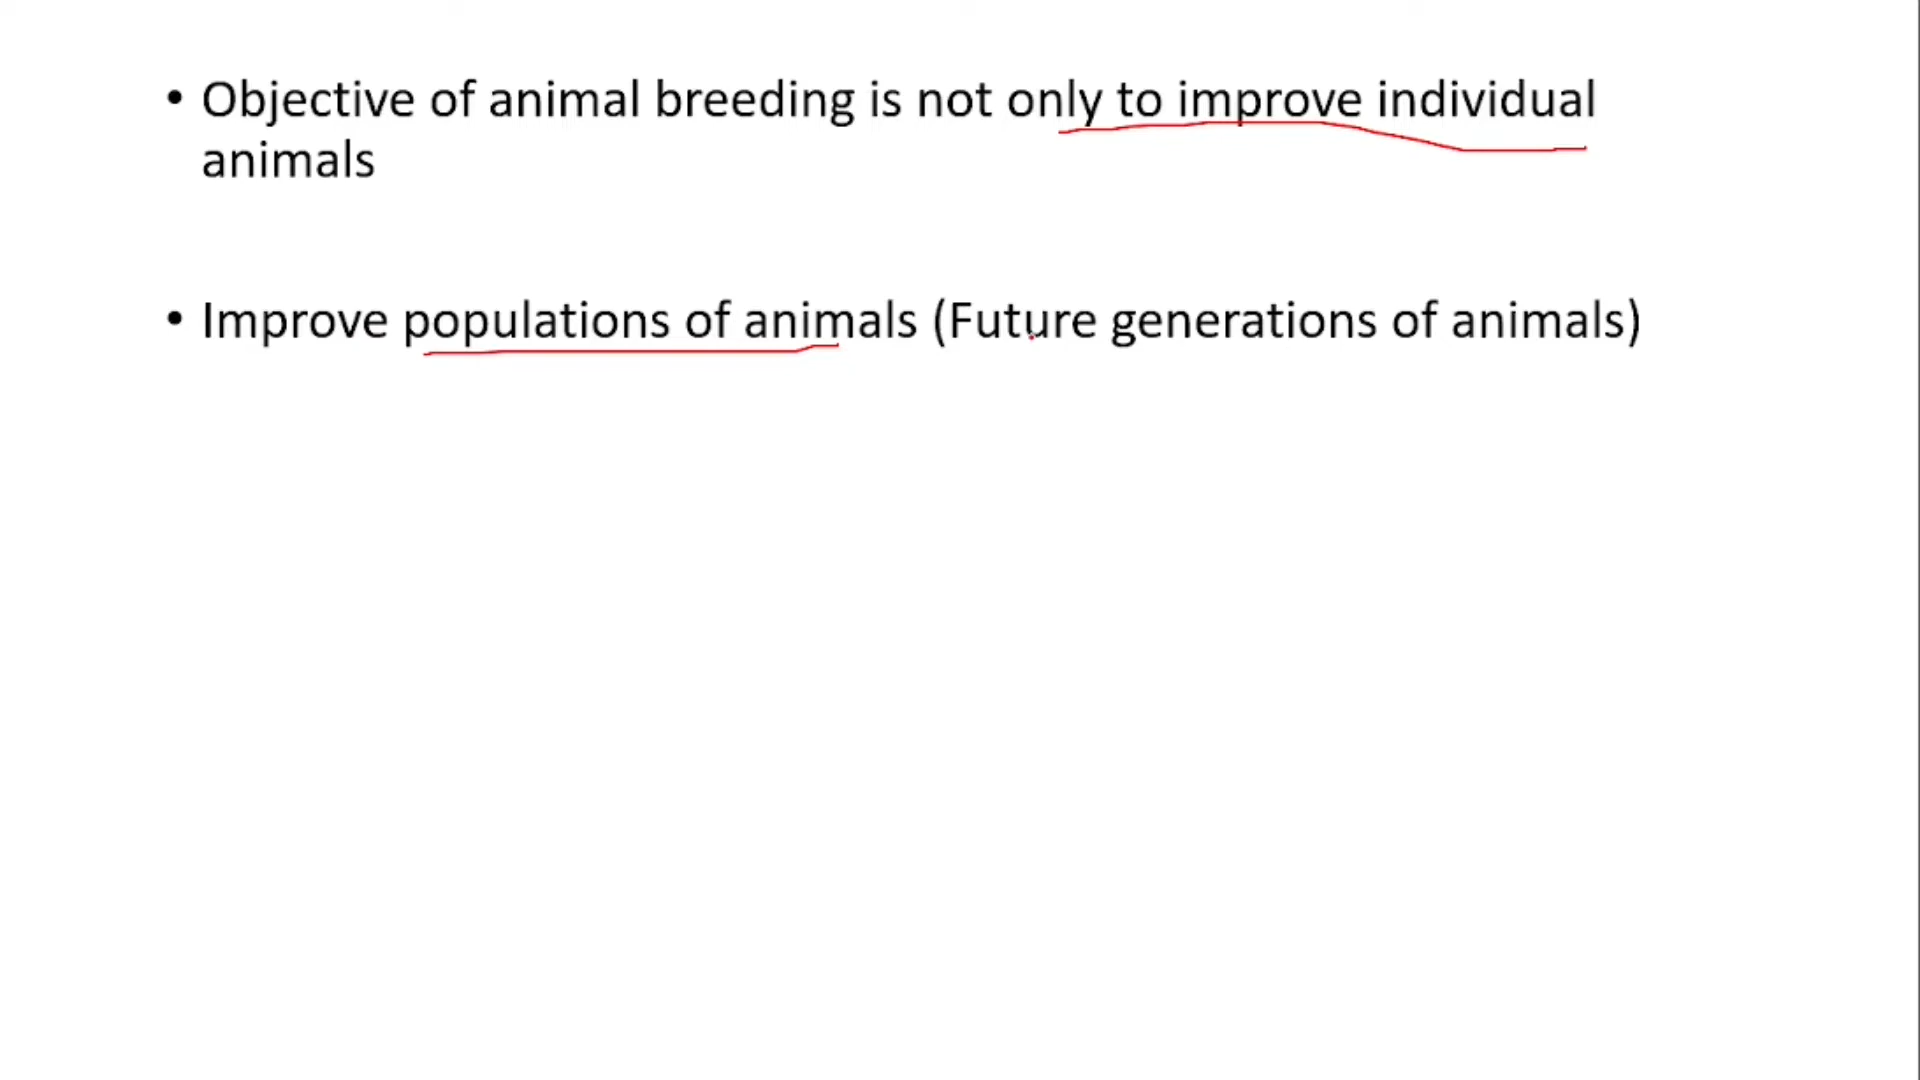 • Objective of animal breeding is not only to improve individual
animals
• Improve populations of animals (Future generations of animals)